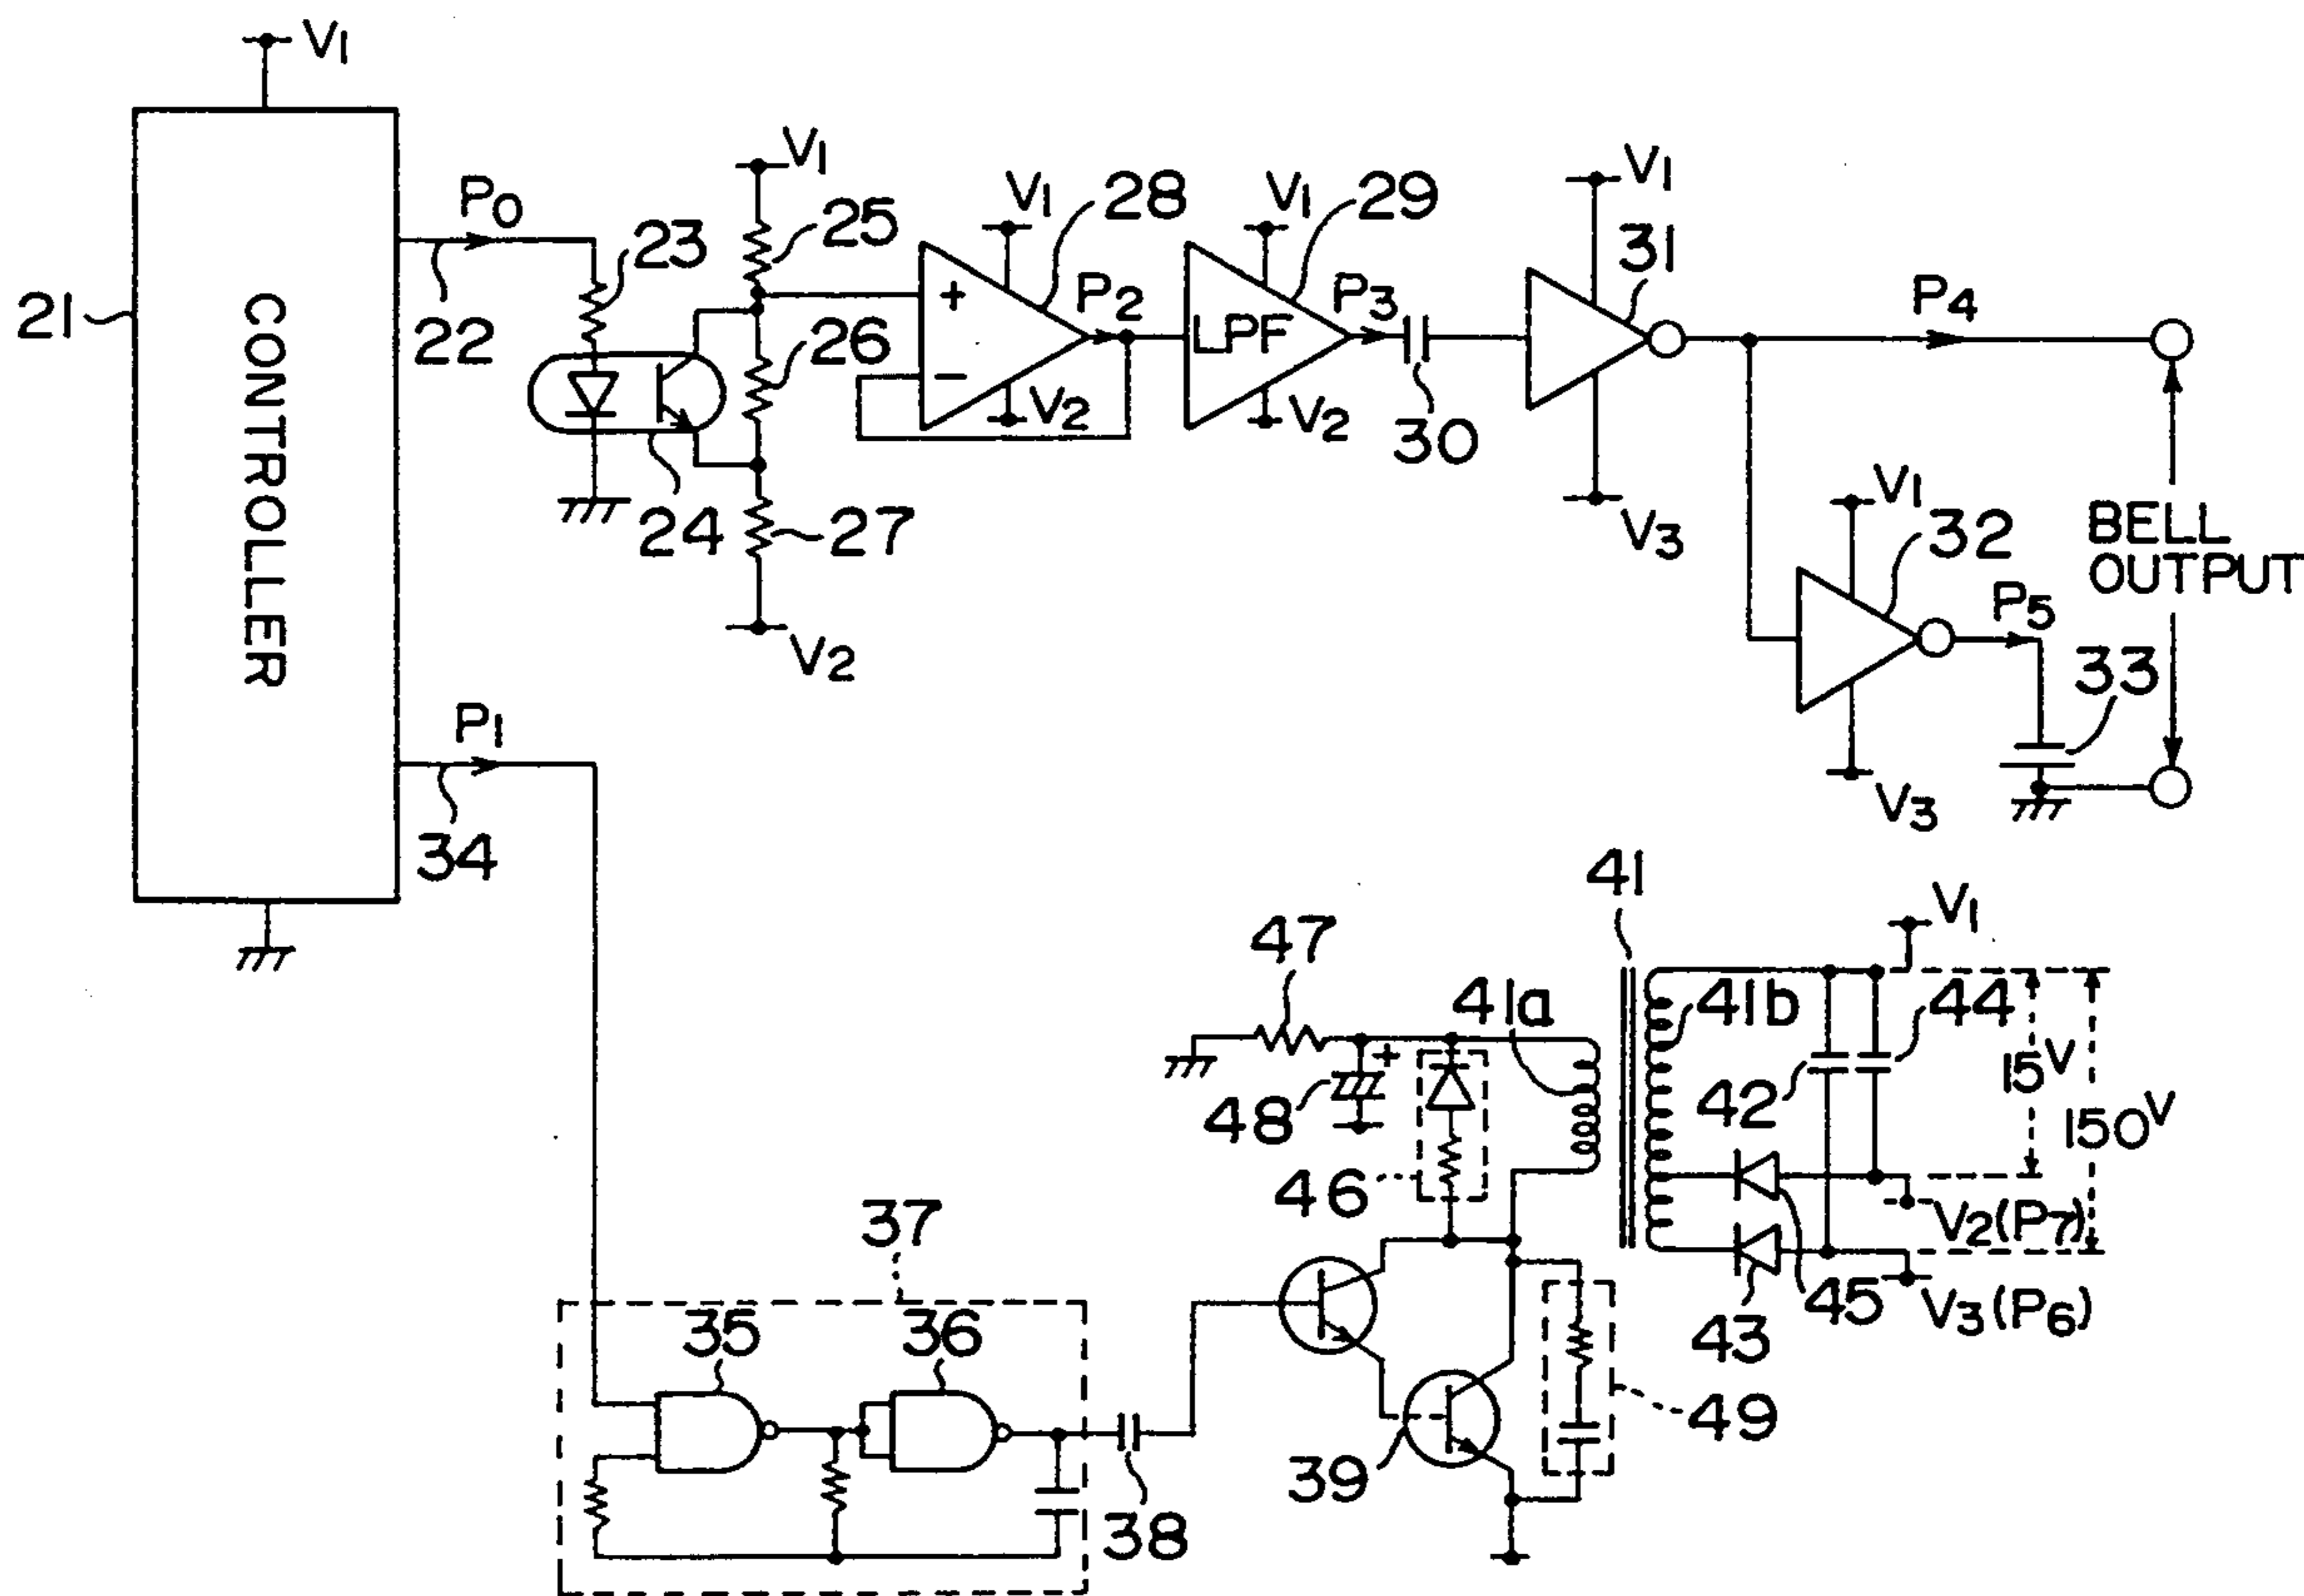 V1
CONTROLLER
21
P0
22
23
24
V1
25
26
27
V2
V1
28
+
−
V2
P2
V1
29
LPF
V2
P3
30
V1
31
V3
P4
V1
32
V3
P5
33
BELL
OUTPUT
P1
34
37
35
36
38
39
47
48
+
46
41a
41
41b
42
44
V1
15V
150V
V2(P7)
V3(P6)
43
45
49